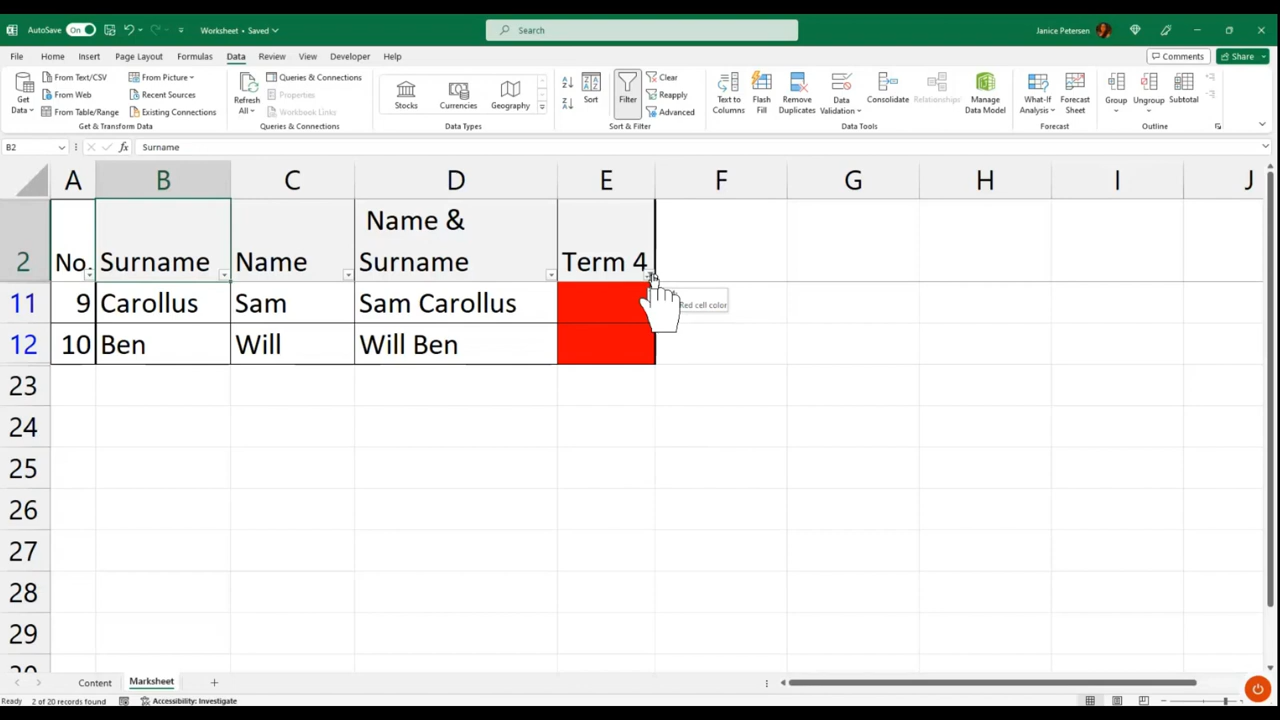 AutoSave On Worksheet • Saved Search Janice Petersen
File Home Insert Page Layout Formulas Data Review View Developer Help Comments Share
Get Data
From Text/CSV
From Web
From Table/Range
From Picture
Recent Sources
Existing Connections
Get & Transform Data
Refresh All
Queries & Connections
Properties
Workbook Links
Queries & Connections
Stocks Currencies Geography
Data Types
Sort Filter
Clear
Reapply
Advanced
Sort & Filter
Text to Columns
Flash Fill
Remove Duplicates
Data Validation
Consolidate
Relationships
Manage Data Model
Data Tools
What-If Analysis
Forecast Sheet
Forecast
Group Ungroup Subtotal
Outline
B2 fx Surname
A B C D E F G H I J
2 No. Surname Name Name & Surname Term 4
11 9 Carollus Sam Sam Carollus
Red cell color
12 10 Ben Will Will Ben
23
24
25
26
27
28
29
Content Marksheet
Ready 2 of 20 records found Accessibility: Investigate